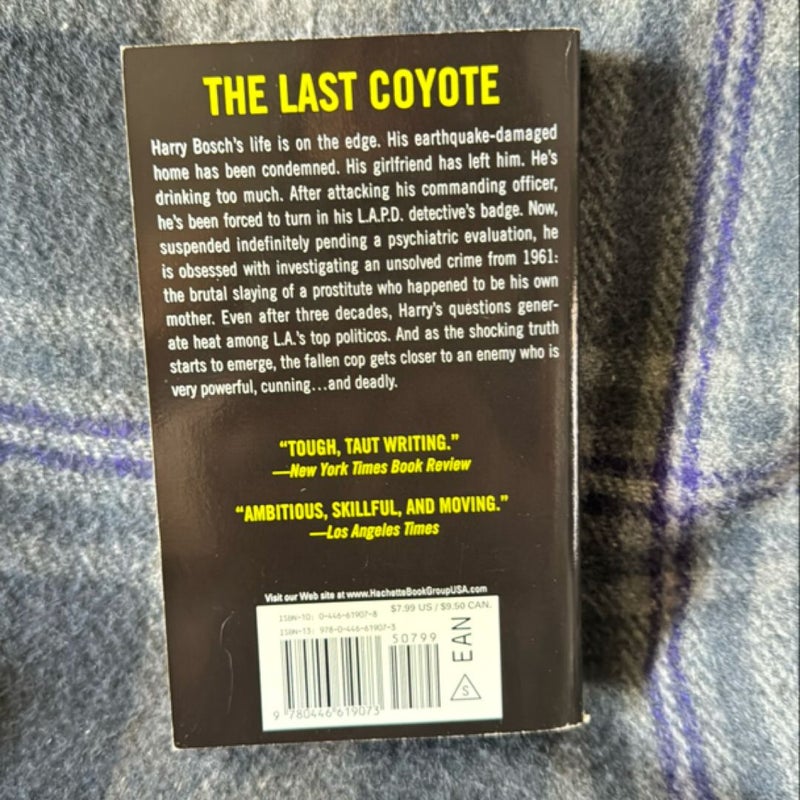 THE LAST COYOTE
Harry Bosch's life is on the edge. His earthquake-damaged
home has been condemned. His girlfriend has left him. He's
drinking too much. After attacking his commanding officer,
he's been forced to turn in his L.A.P.D. detective's badge. Now,
suspended indefinitely pending a psychiatric evaluation, he
is obsessed with investigating an unsolved crime from 1961:
the brutal slaying of a prostitute who happened to be his own
mother. Even after three decades, Harry's questions gener-
ate heat among L.A.'s top politicos. And as the shocking truth
starts to emerge, the fallen cop gets closer to an enemy who is
very powerful, cunning...and deadly.
“TOUGH, TAUT WRITING.”
—New York Times Book Review
“AMBITIOUS, SKILLFUL, AND MOVING.”
—Los Angeles Times
Visit our Web site at www.HachetteBookGroupUSA.com
ISBN-10: 0-446-61907-8 $7.99 US / $9.50 CAN.
ISBN-13: 978-0-446-61907-3
50799
EAN
S
9 780446 619073